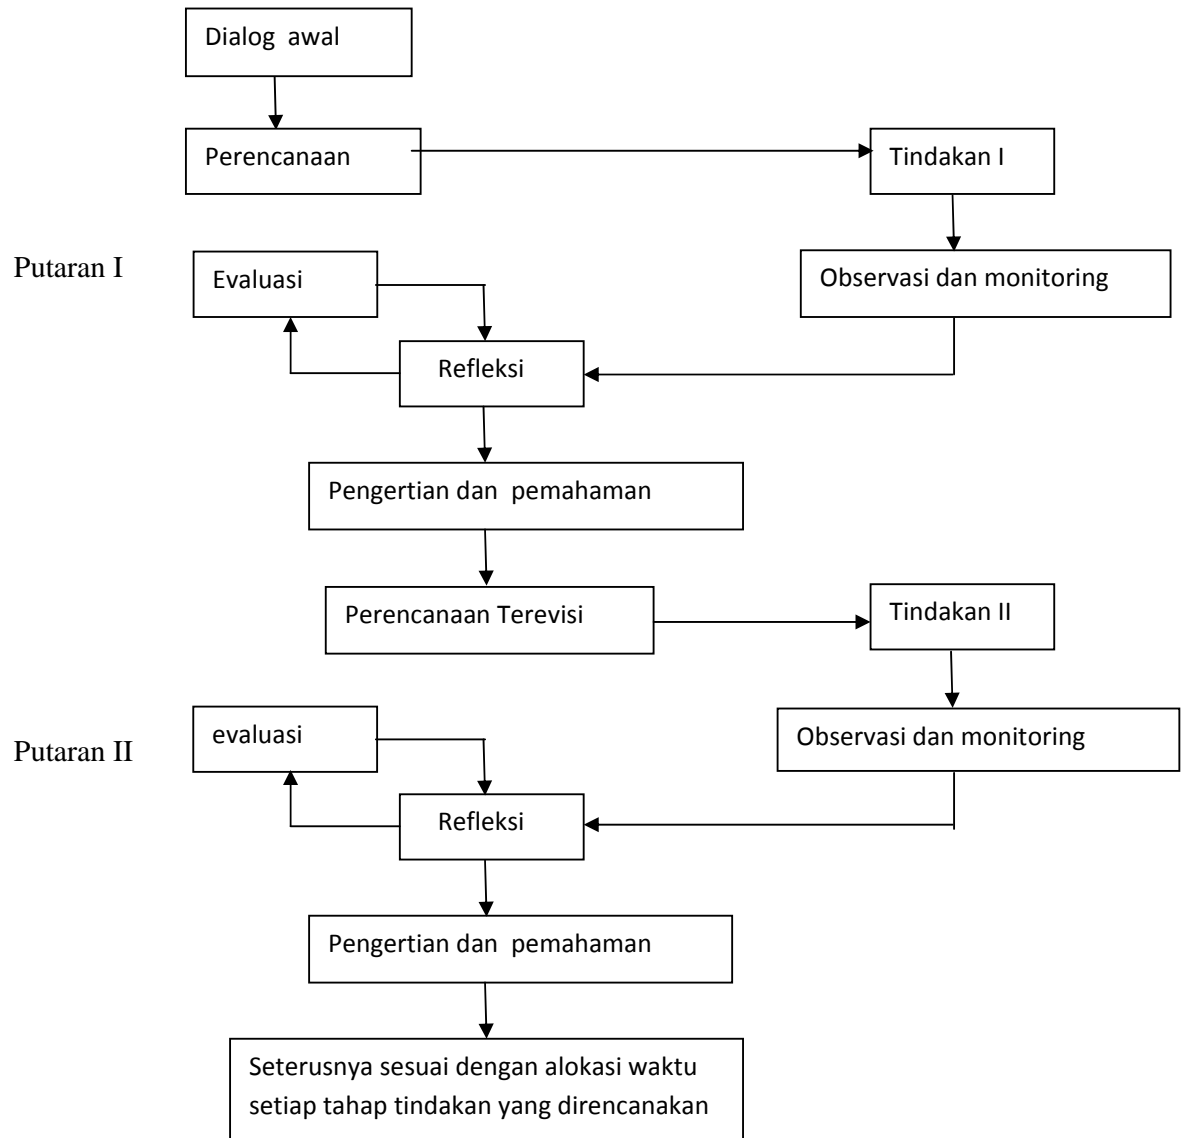 Dialog awal
Perencanaan
Tindakan I
Putaran I
Evaluasi
Observasi dan monitoring
Refleksi
Pengertian dan pemahaman
Perencanaan Terevisi
Tindakan II
Putaran II
evaluasi
Observasi dan monitoring
Refleksi
Pengertian dan pemahaman
Seterusnya sesuai dengan alokasi waktu
setiap tahap tindakan yang direncanakan